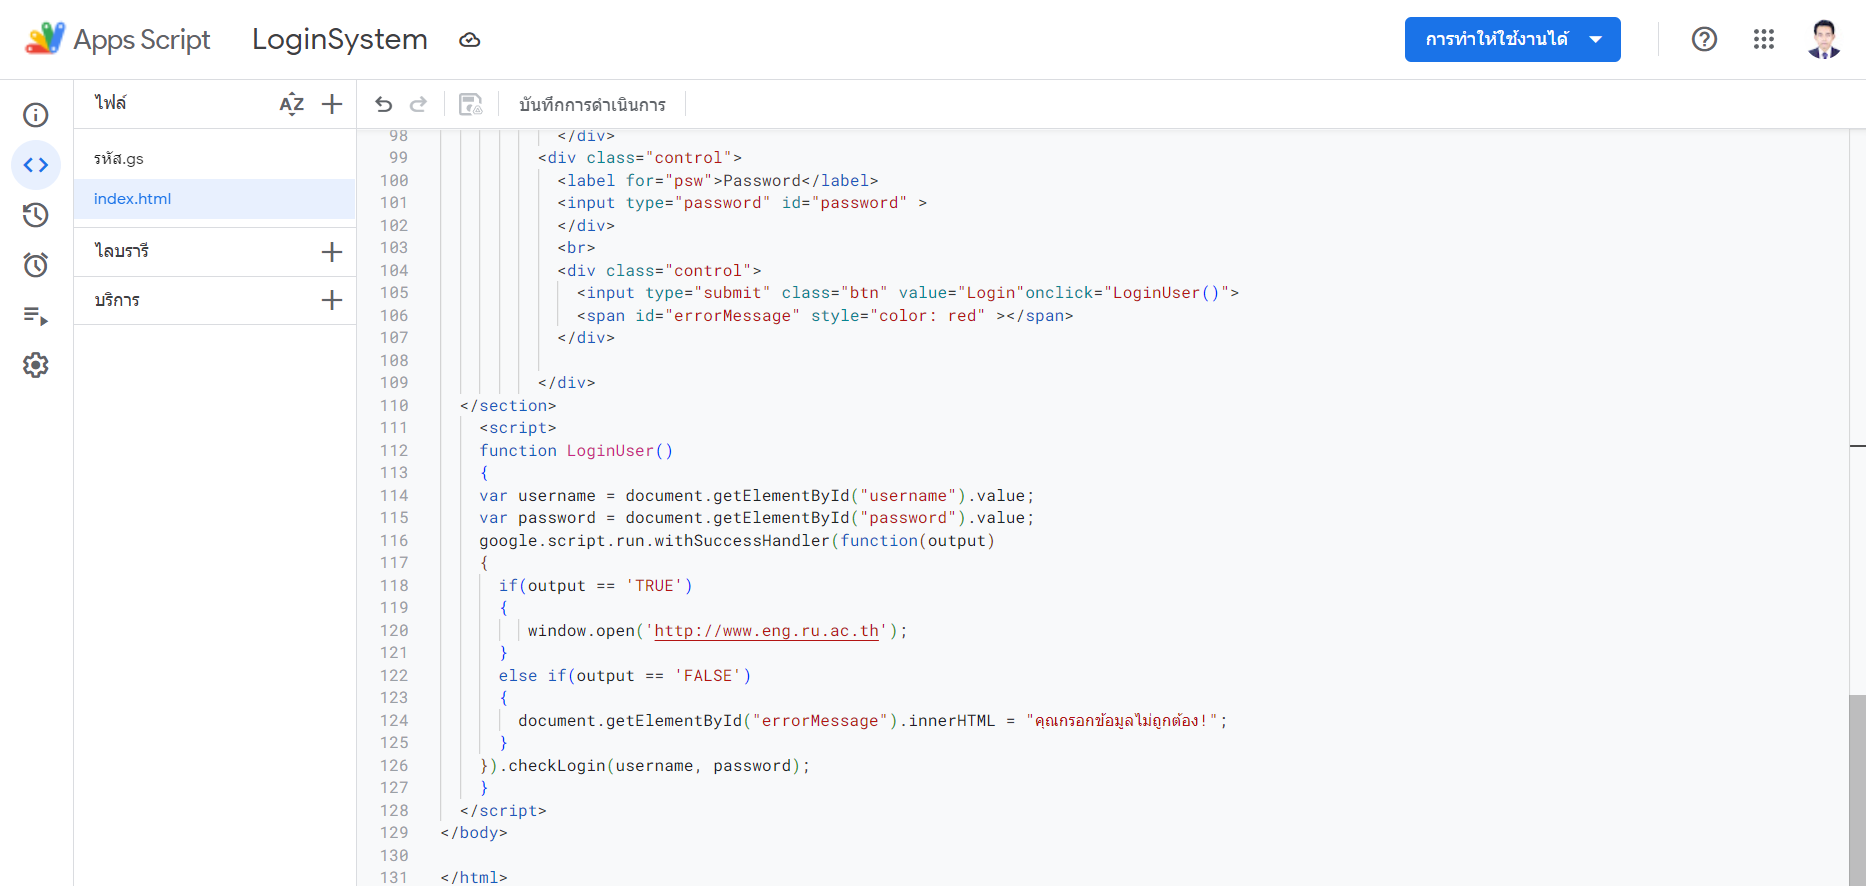 Apps Script LoginSystem การทำให้ใช้งานได้
ไฟล์ AZ บันทึกการดำเนินการ
รหัส.gs
index.html
ไลบรารี
บริการ
98 </div>
99 <div class="control">
100 <label for="psw">Password</label>
101 <input type="password" id="password" >
102 </div>
103 <br>
104 <div class="control">
105 <input type="submit" class="btn" value="Login"onclick="LoginUser()">
106 <span id="errorMessage" style="color: red" ></span>
107 </div>
108
109 </div>
110 </section>
111 <script>
112 function LoginUser()
113 {
114 var username = document.getElementById("username").value;
115 var password = document.getElementById("password").value;
116 google.script.run.withSuccessHandler(function(output)
117 {
118 if(output == 'TRUE')
119 {
120 window.open('http://www.eng.ru.ac.th');
121 }
122 else if(output == 'FALSE')
123 {
124 document.getElementById("errorMessage").innerHTML = "คุณกรอกข้อมูลไม่ถูกต้อง!";
125 }
126 }).checkLogin(username, password);
127 }
128 </script>
129 </body>
130
131 </html>